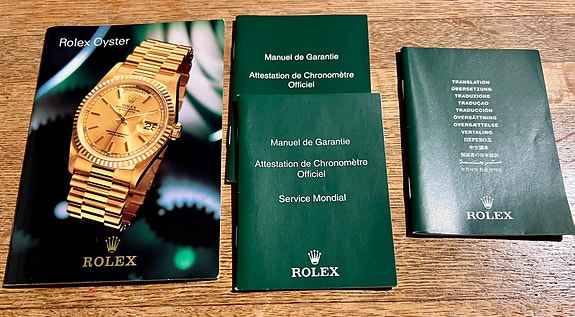 Rolex Oyster
ROLEX
Manuel de Garantie
Attestation de Chronomètre
Officiel
Manuel de Garantie
Attestation de Chronomètre
Officiel
Service Mondial
ROLEX
TRANSLATION
ÜBERSETZUNG
TRADUZIONE
TRADUÇAO
TRADUCCIÓN
ÖVERSÄTTNING
OVERSÆTTELSE
VERTALING
ПЕРЕВОД
中文譯本
ROLEX